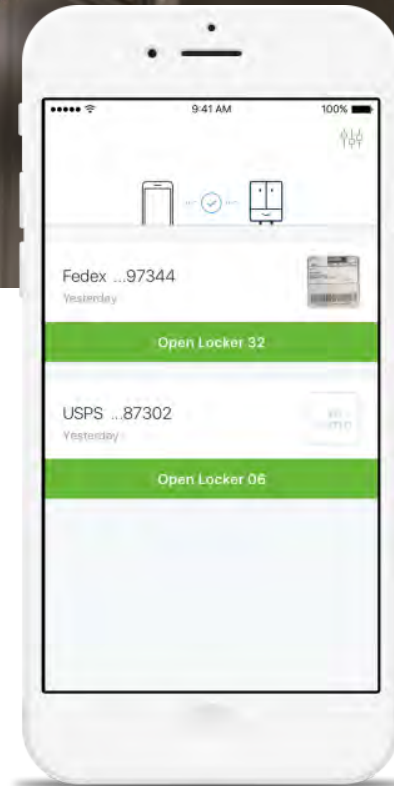 9:41 AM
100%
Fedex ...97344
Yesterday
Open Locker 32
USPS ...87302
Yesterday
Open Locker 06